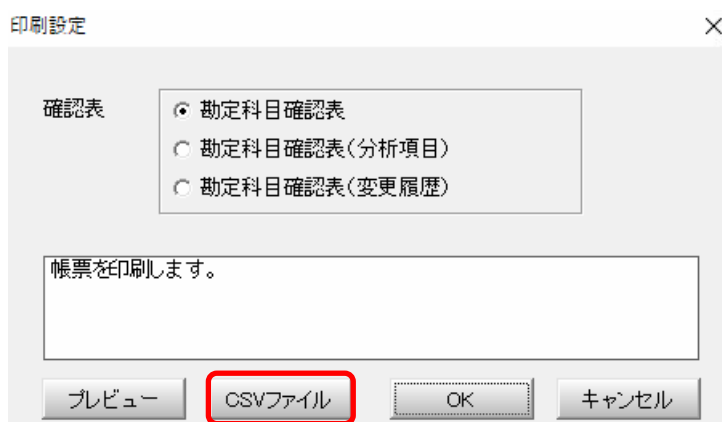 印刷設定
確認表
勘定科目確認表
勘定科目確認表(分析項目)
勘定科目確認表(変更履歴)
帳票を印刷します。
プレビュー CSVファイル OK キャンセル